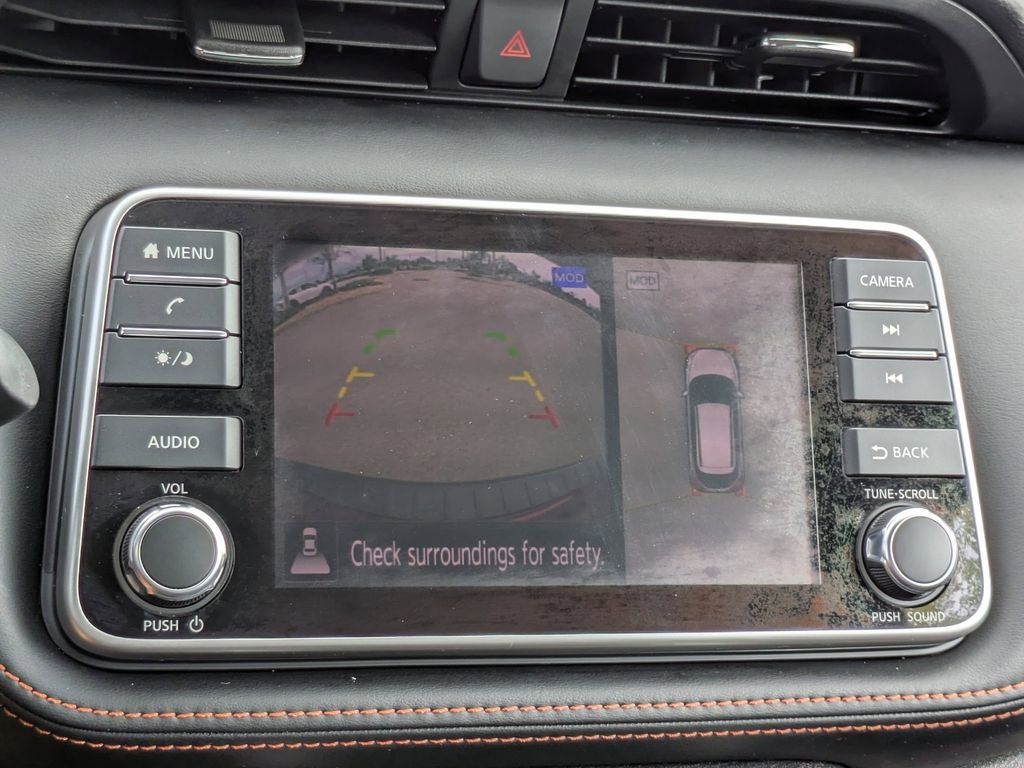 MENU
AUDIO
VOL
PUSH
MOD
MOD
Check surroundings for safety.
CAMERA
BACK
TUNE·SCROLL
PUSH SOUND